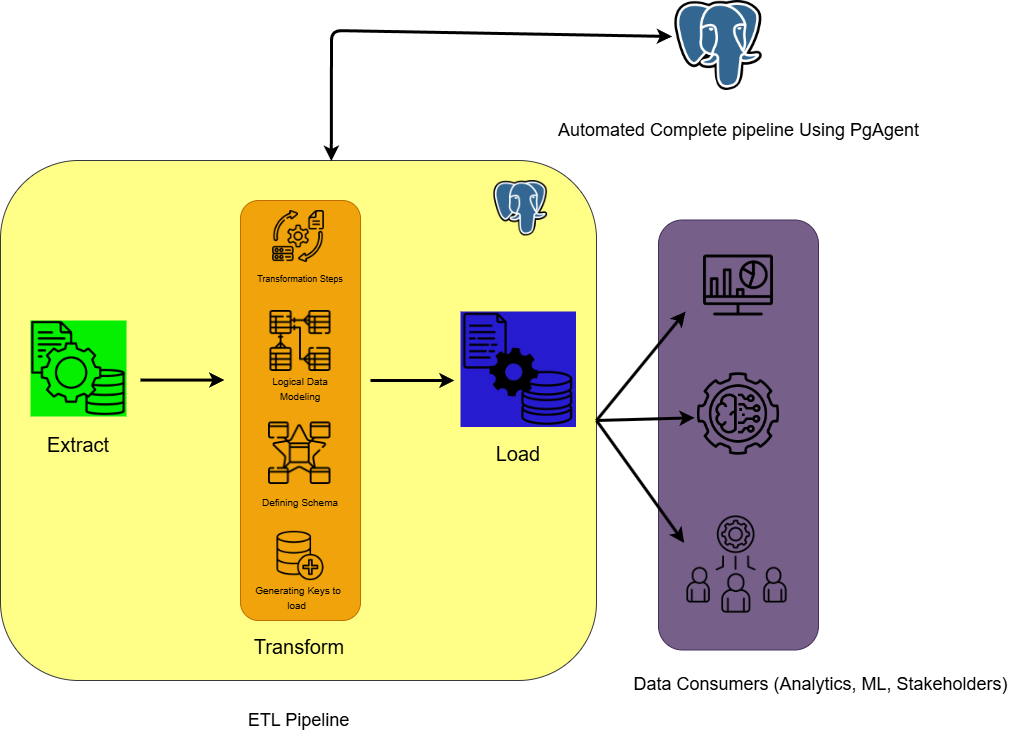 Automated Complete pipeline Using PgAgent
Transformation Steps
Logical Data
Modeling
Defining Schema
Generating Keys to
load
Extract
Transform
Load
Data Consumers (Analytics, ML, Stakeholders)
ETL Pipeline